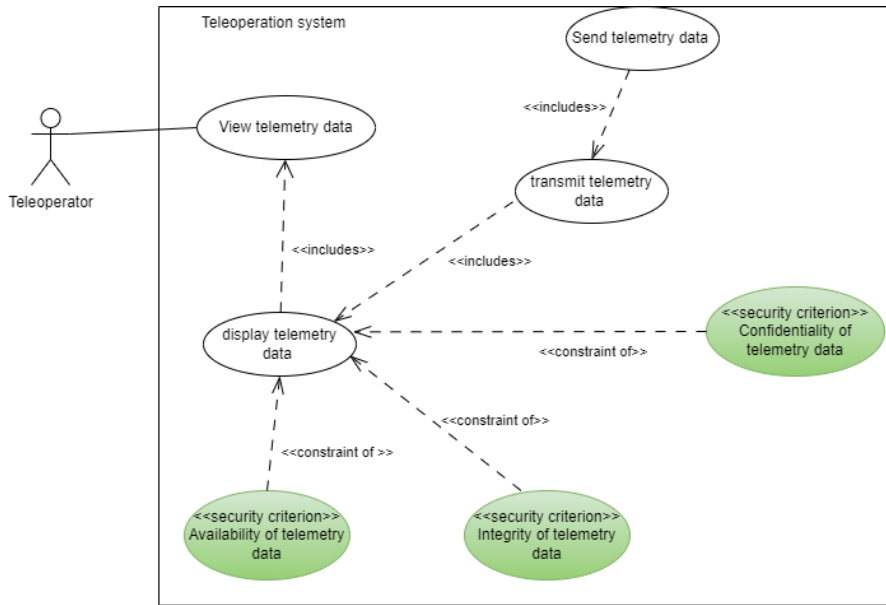 Teleoperation system
Send telemetry data
<<includes>>
View telemetry data
transmit telemetry
data
Teleoperator
<<includes>>
<<includes>>
display telemetry
data
<<security criterion>>
Confidentiality of
telemetry data
<<constraint of>>
<<constraint of>>
<<constraint of >>
<<security criterion>>
Availability of telemetry
data
<<security criterion>>
Integrity of telemetry
data